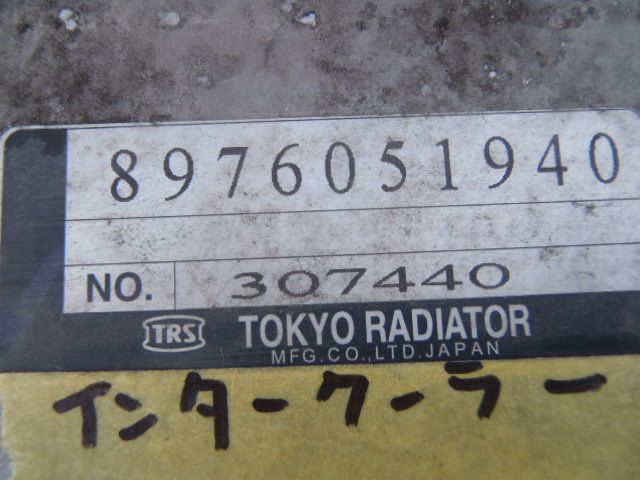 8976051940
NO. 307440
TRS TOKYO RADIATOR
MFG.CO.,LTD.JAPAN
インタークーラー